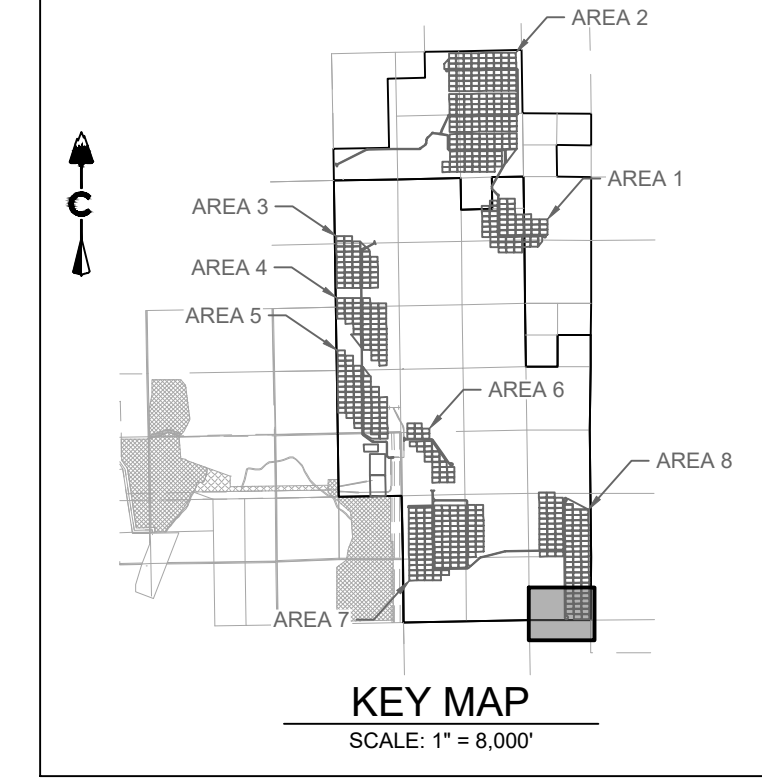 AREA 2
AREA 1
AREA 3
AREA 4
AREA 5
AREA 6
AREA 8
AREA 7
C
KEY MAP
SCALE: 1" = 8,000'